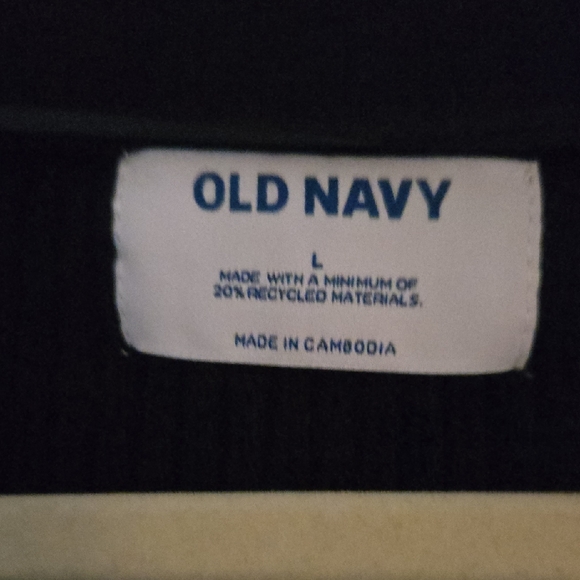 OLD NAVY
L
MADE WITH A MINIMUM OF
20% RECYCLED MATERIALS.
MADE IN CAMBODIA